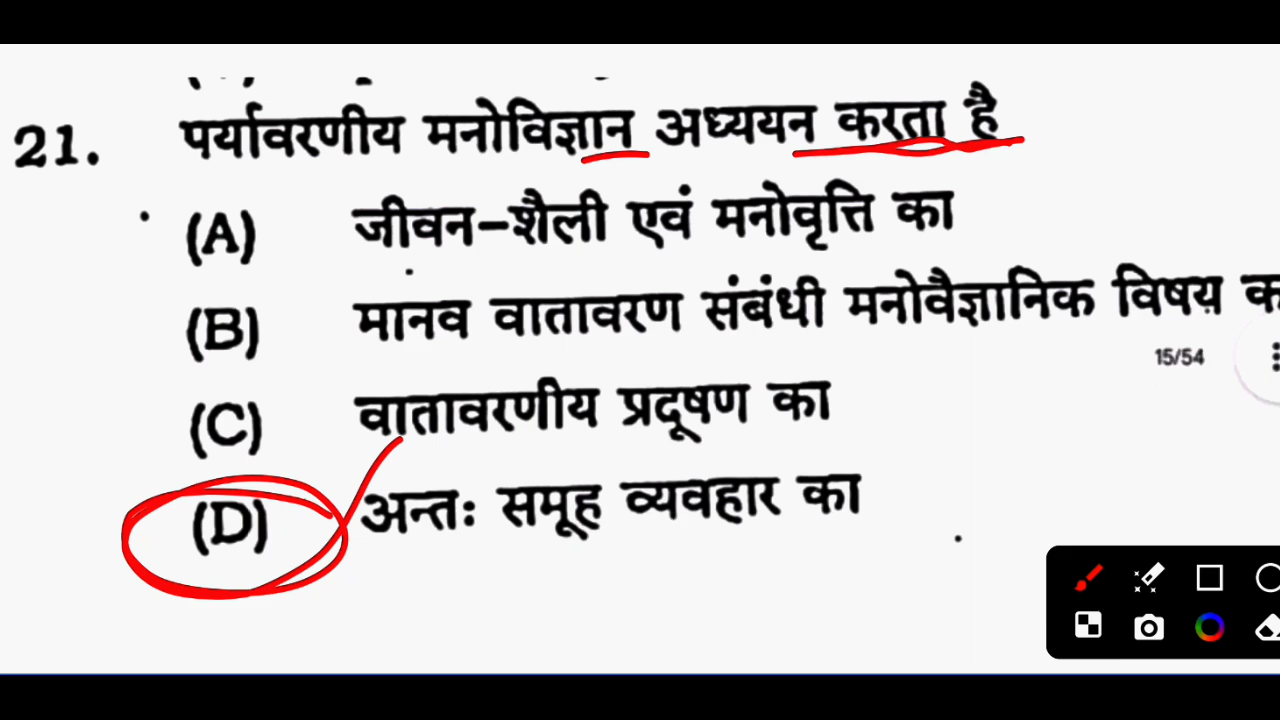 21. पर्यावरणीय मनोविज्ञान अध्ययन करता है
(A) जीवन-शैली एवं मनोवृत्ति का
(B) मानव वातावरण संबंधी मनोवैज्ञानिक विषय
15/54
(C) वातावरणीय प्रदूषण का
(D) अन्तः समूह व्यवहार का